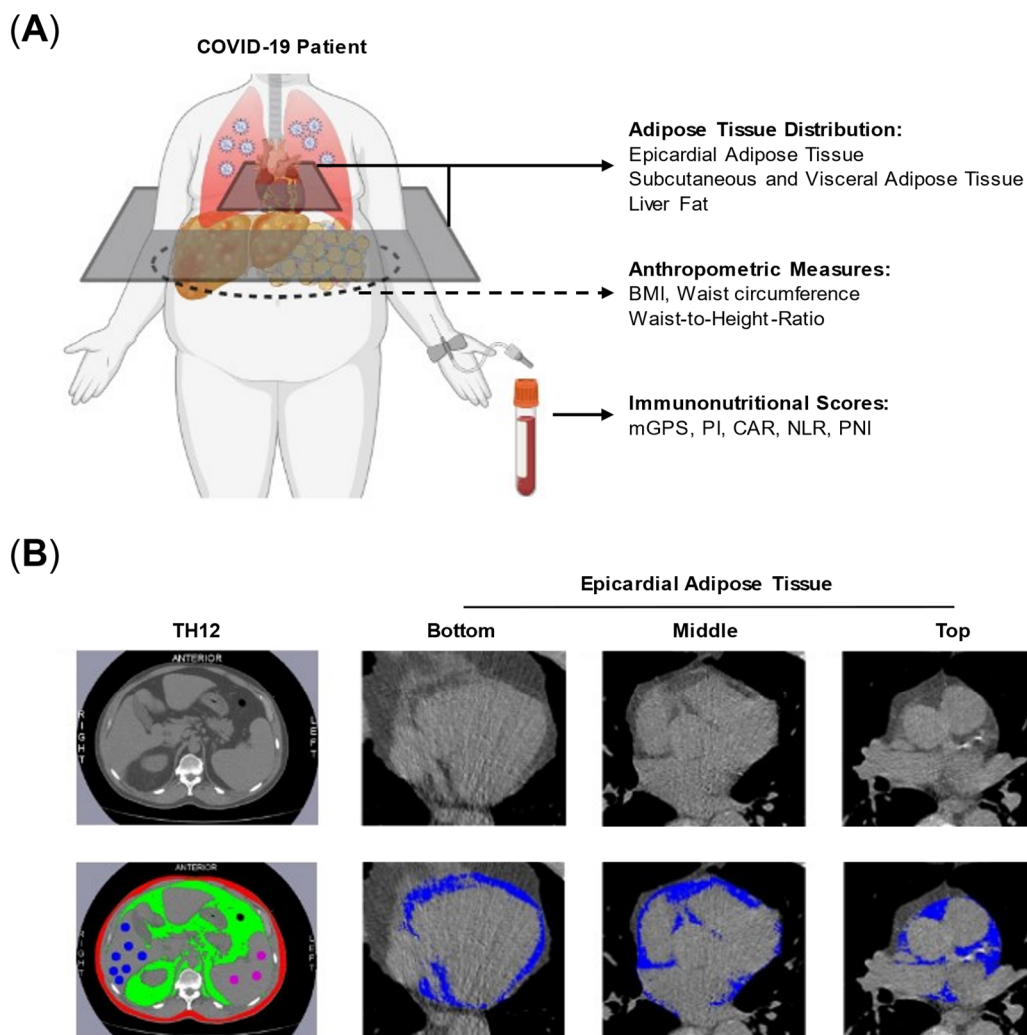 (A)
COVID-19 Patient
Adipose Tissue Distribution:
Epicardial Adipose Tissue
Subcutaneous and Visceral Adipose Tissue
Liver Fat
Anthropometric Measures:
BMI, Waist circumference
Waist-to-Height-Ratio
Immunonutritional Scores:
mGPS, PI, CAR, NLR, PNI
(B)
Epicardial Adipose Tissue
TH12
Bottom
Middle
Top
ANTERIOR
RIGHT
LEFT
ANTERIOR
RIGHT
LEFT